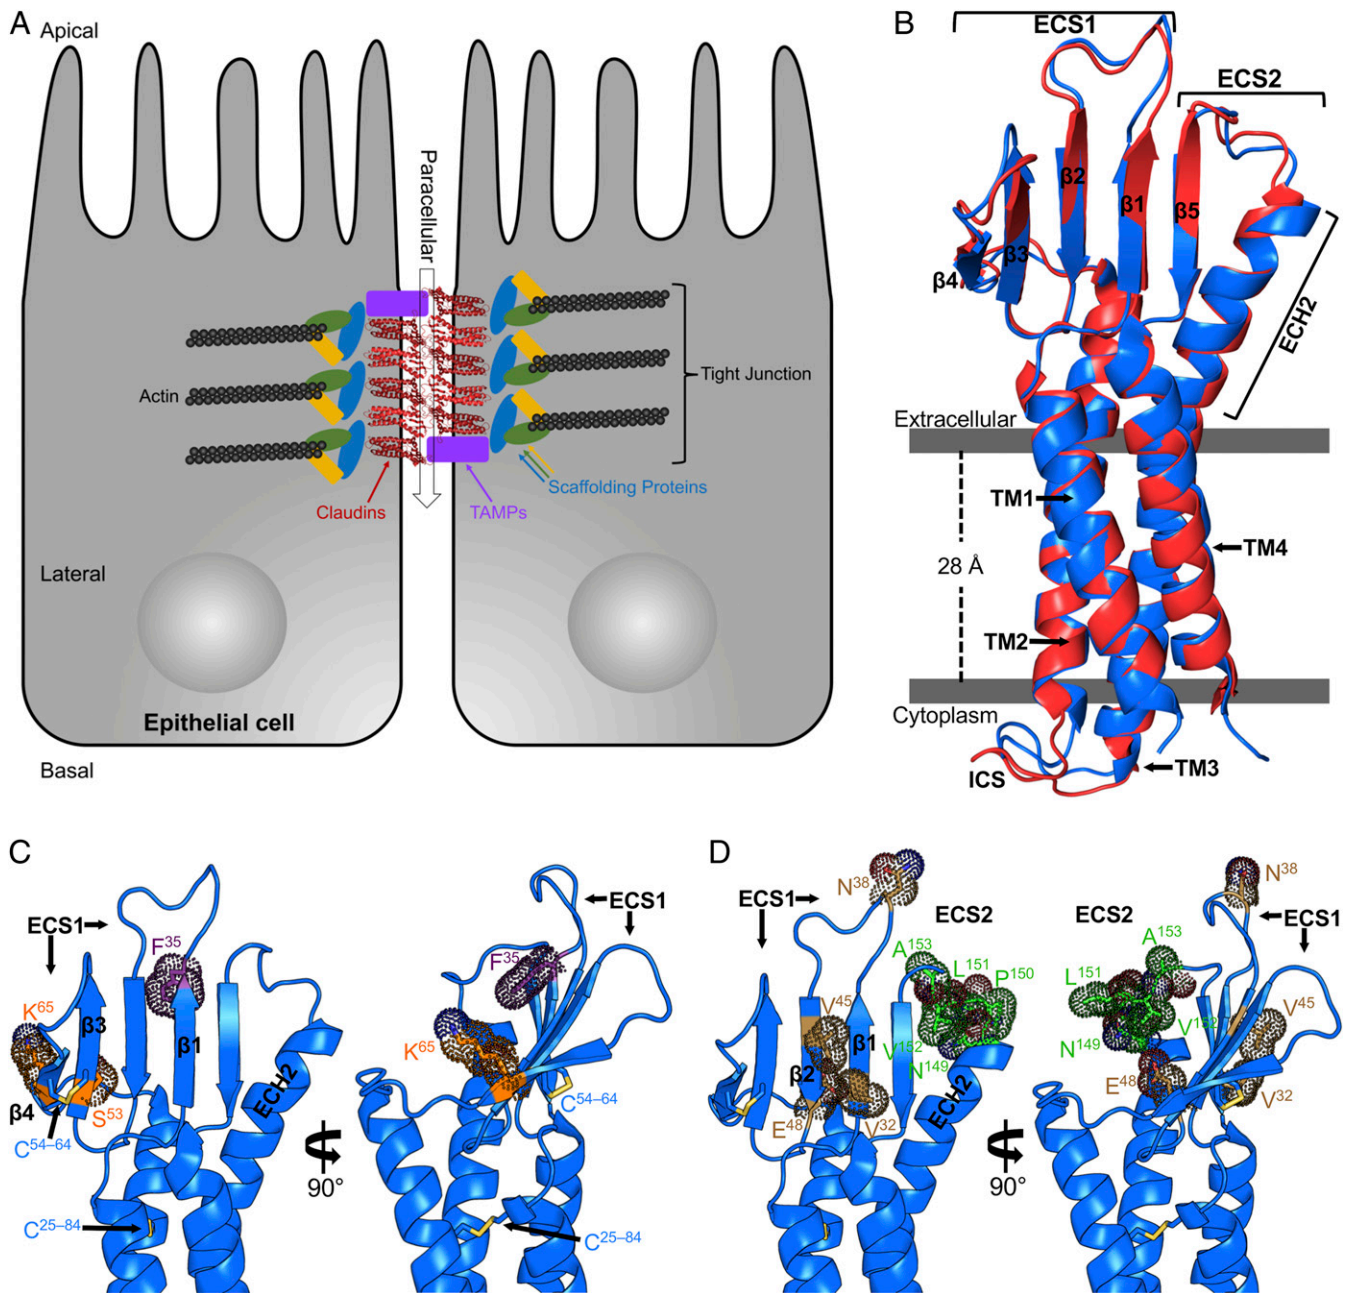 A
Apical
Paracellular
Actin
Tight Junction
Claudins
TAMPs
Scaffolding Proteins
Lateral
Epithelial cell
Basal
B
ECS1
ECS2
β2
β1
β5
β3
β4
ECH2
Extracellular
TM1
28 Å
TM4
TM2
Cytoplasm
ICS
TM3
C
ECS1
F³⁵
K⁶⁵
β3
β1
β4
S⁵³
C⁵⁴⁻⁶⁴
ECH2
C²⁵⁻⁸⁴
90°
ECS1
F³⁵
K⁶⁵
C⁵⁴⁻⁶⁴
C²⁵⁻⁸⁴
D
N³⁸
ECS1
ECS2
A¹⁵³
L¹⁵¹
P¹⁵⁰
V⁴⁵
β1
V¹⁵²
N¹⁴⁹
β2
E⁴⁸
V³²
ECH2
90°
N³⁸
ECS2
ECS1
A¹⁵³
L¹⁵¹
V⁴⁵
V¹⁵²
N¹⁴⁹
E⁴⁸
V³²